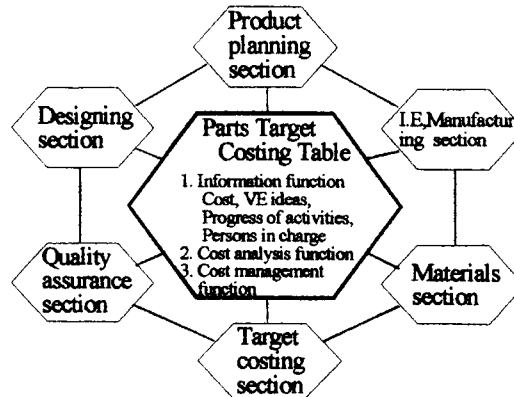 Product
planning
section
Designing
section
I.E,Manufactur
ing section
Parts Target
Costing Table
1. Information function
Cost, VE ideas,
Progress of activities,
Persons in charge
2. Cost analysis function
3. Cost management
function
Quality
assurance
section
Materials
section
Target
costing
section